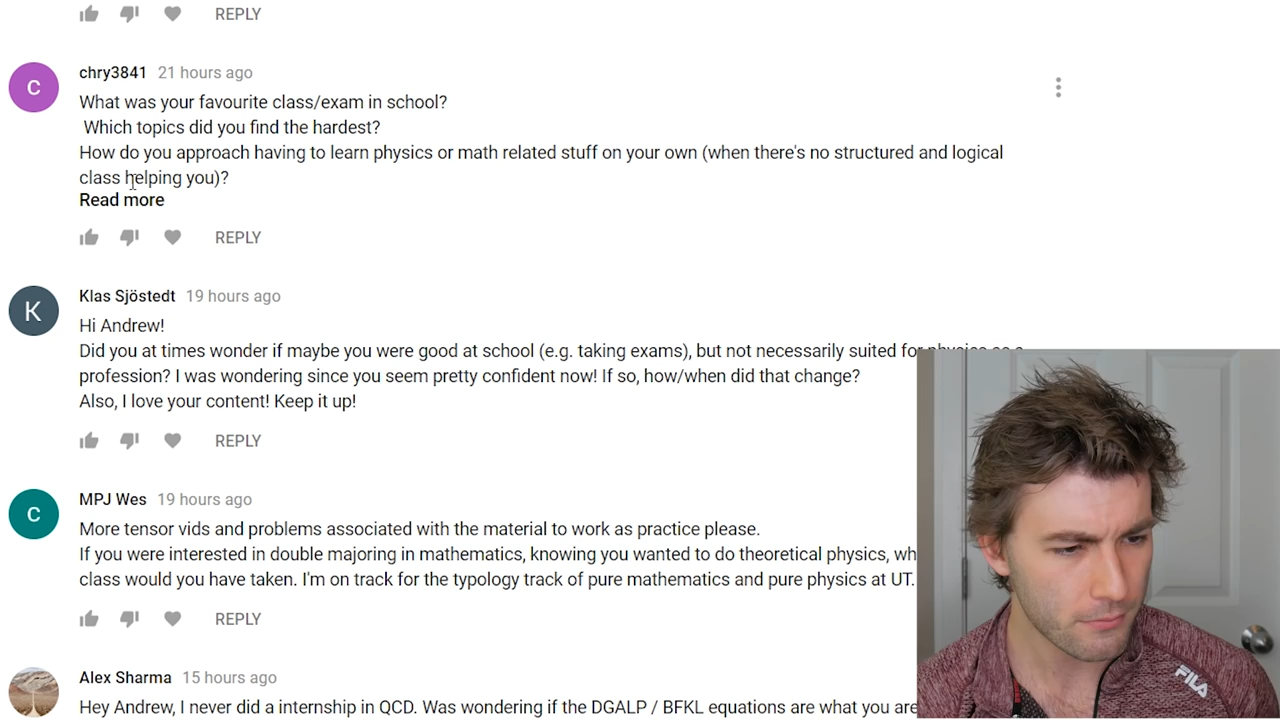 REPLY
C
chry3841 21 hours ago
What was your favourite class/exam in school?
Which topics did you find the hardest?
How do you approach having to learn physics or math related stuff on your own (when there's no structured and logical
class helping you)?
Read more
REPLY
K
Klas Sjöstedt 19 hours ago
Hi Andrew!
Did you at times wonder if maybe you were good at school (e.g. taking exams), but not necessarily suited for
profession? I was wondering since you seem pretty confident now! If so, how/when did that change?
Also, I love your content! Keep it up!
REPLY
C
MPJ Wes 19 hours ago
More tensor vids and problems associated with the material to work as practice please.
If you were interested in double majoring in mathematics, knowing you wanted to do theoretical physics, wh
class would you have taken. I'm on track for the typology track of pure mathematics and pure physics at UT.
REPLY
Alex Sharma 15 hours ago
Hey Andrew, I never did a internship in QCD. Was wondering if the DGALP / BFKL equations are what you are
FILA